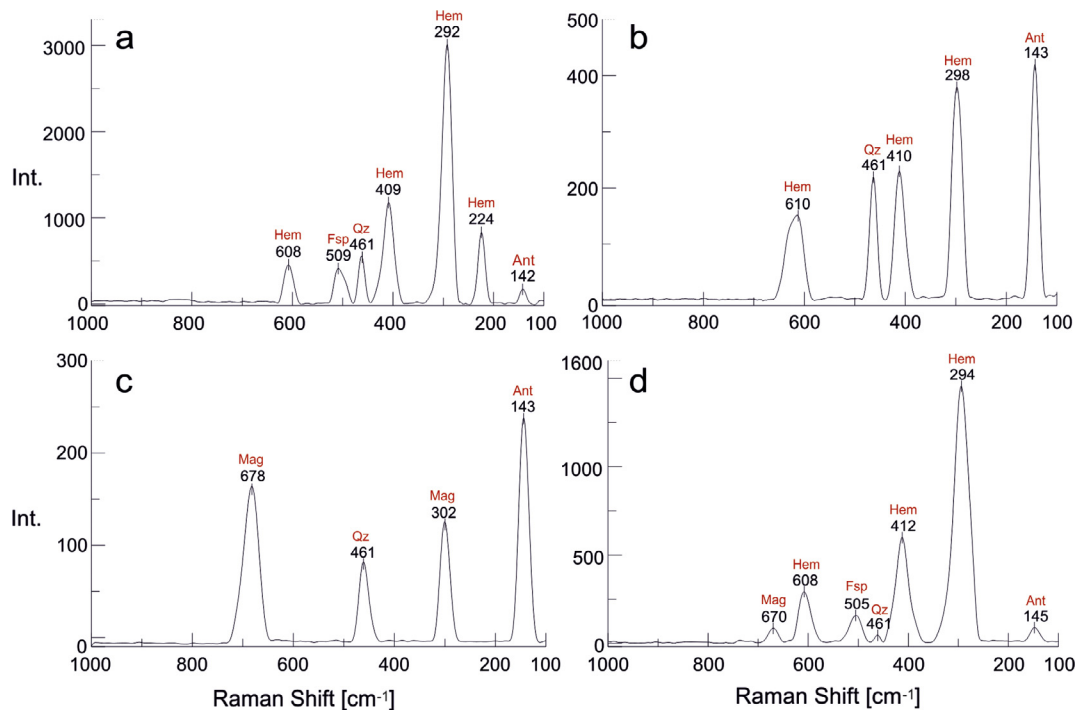 a
3000
2000
1000
0
Int.
Hem
608
Fsp
509
Qz
461
Hem
409
Hem
292
Hem
224
Ant
142
1000 800 600 400 200 100
b
500
400
200
0
Hem
610
Qz
461
Hem
410
Hem
298
Ant
143
1000 800 600 400 200 100
c
300
200
100
0
Int.
Mag
678
Qz
461
Mag
302
Ant
143
1000 800 600 400 200 100
Raman Shift [cm-1]
d
1600
1000
500
0
Mag
670
Hem
608
Fsp
505
Qz
461
Hem
412
Hem
294
Ant
145
1000 800 600 400 200 100
Raman Shift [cm-1]